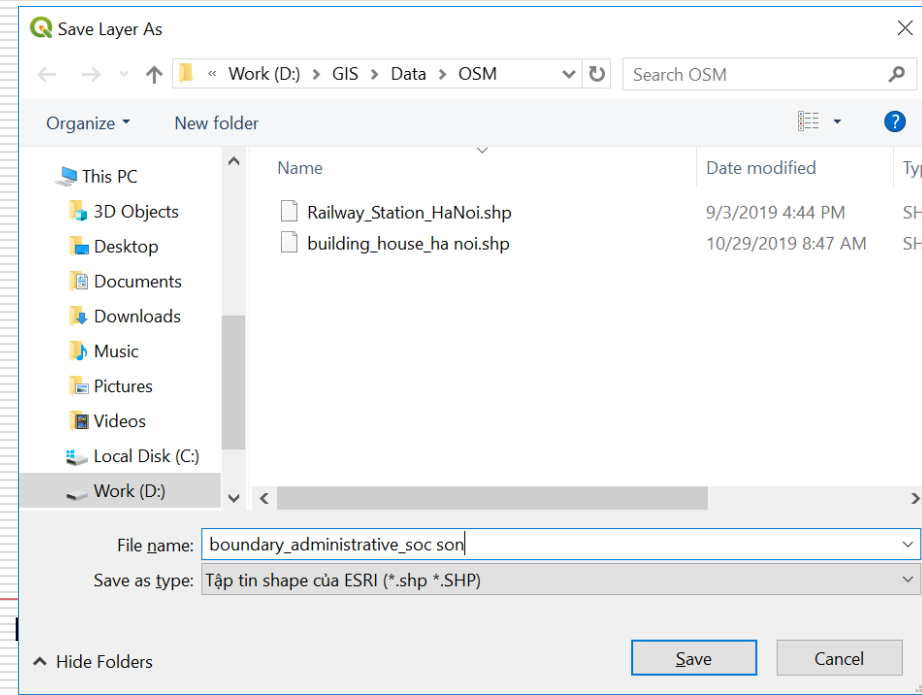 Save Layer As
« Work (D:) > GIS > Data > OSM
Search OSM
Organize
New folder
?
This PC
3D Objects
Desktop
Documents
Downloads
Music
Pictures
Videos
Local Disk (C:)
Work (D:)
Name Date modified Ty
Railway_Station_HaNoi.shp 9/3/2019 4:44 PM SH
building_house_ha noi.shp 10/29/2019 8:47 AM SH
File name: boundary_administrative_soc son
Save as type: Tập tin shape của ESRI (*.shp *.SHP)
Hide Folders
Save
Cancel